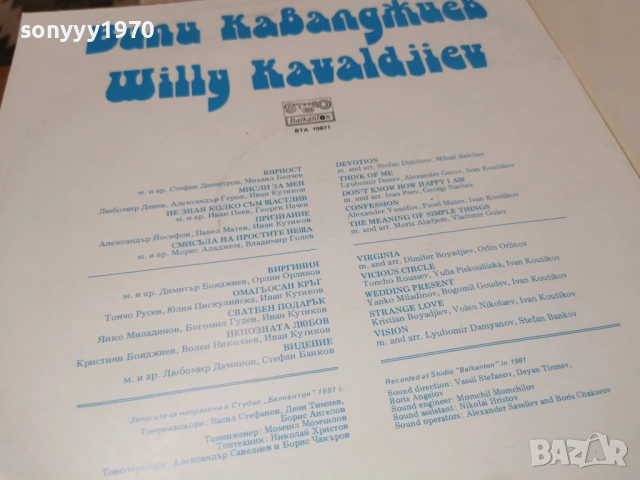 sonyyy1970
Вили Кавалджиев
Willy Kavaldjiev
STEREO
Balkanton
BTA 10871
ВЯРНОСТ
м. и ар. Стефан Димитров, Михаил Белчев
МИСЛИ ЗА МЕН
Любомир Денев, Александър Геров, Иван Кутиков
НЕ ЗНАЯ КОЛКО СЪМ ЩАСТЛИВ
м. и ар. Иван Пеев, Георги Начев
ПРИЗНАНИЕ
Александър Йосифов, Павел Матев, Иван Кутиков
СМИСЪЛА НА ПРОСТИТЕ НЕЩА
м. и ар. Морис Аладжем, Владимир Голев
ВИРГИНИЯ
м. и ар. Димитър Бояджиев, Орлин Орлинов
ОМАГЬОСАН КРЪГ
Тончо Русев, Юлия Пискулийска, Иван Кутиков
СВАТБЕН ПОДАРЪК
Янко Миладинов, Богомил Гудев, Иван Кутиков
НЕПОЗНАТА ЛЮБОВ
Кристиян Бояджиев, Волен Николаев, Иван Кутиков
ВИДЕНИЕ
м. и ар. Любомир Дамянов, Стефан Банков
Записите са направени в Студио „Балкантон" 1981 г.
Тонрежисьори: Васил Стефанов, Деян Тимнев,
Борис Ангелов
Тонинженер: Момчил Момчилов
Тонтехник: Николай Христов
Тоноператори: Александър Савелиев и Борис Чакъров
DEVOTION
m. and arr. Stefan Dimitrov, Mihail Belchev
THINK OF ME
Lyubomir Denev, Alexander Gerov, Ivan Koutikov
DON'T KNOW HOW HAPPY I AM
m. and arr. Ivan Peev, Georgi Nachev
CONFESSION
Alexander Yossifov, Pavel Matev, Ivan Koutikov
THE MEANING OF SIMPLE THINGS
m. and arr. Moris Aladjem, Vladimir Golev
VIRGINIA
m. and arr. Dimiter Boyadjiev, Orlin Orlinov
VICIOUS CIRCLE
Toncho Roussev, Yulia Piskouliiska, Ivan Koutikov
WEDDING PRESENT
Yanko Miladinov, Bogomil Goudev, Ivan Koutikov
STRANGE LOVE
Kristian Boyadjiev, Volen Nikolaev, Ivan Koutikov
VISION
m. and arr. Lyubomir Damyanov, Stefan Bankov
Recorded at Studio "Balkanton" in 1981
Sound direction: Vassil Stefanov, Deyan Timnev,
Boris Angelov
Sound engineer: Momchil Momchilov
Sound assistant: Nikolai Hristov
Sound operators: Alexander Saveliev and Boris Chakurov
BAZAR
bg